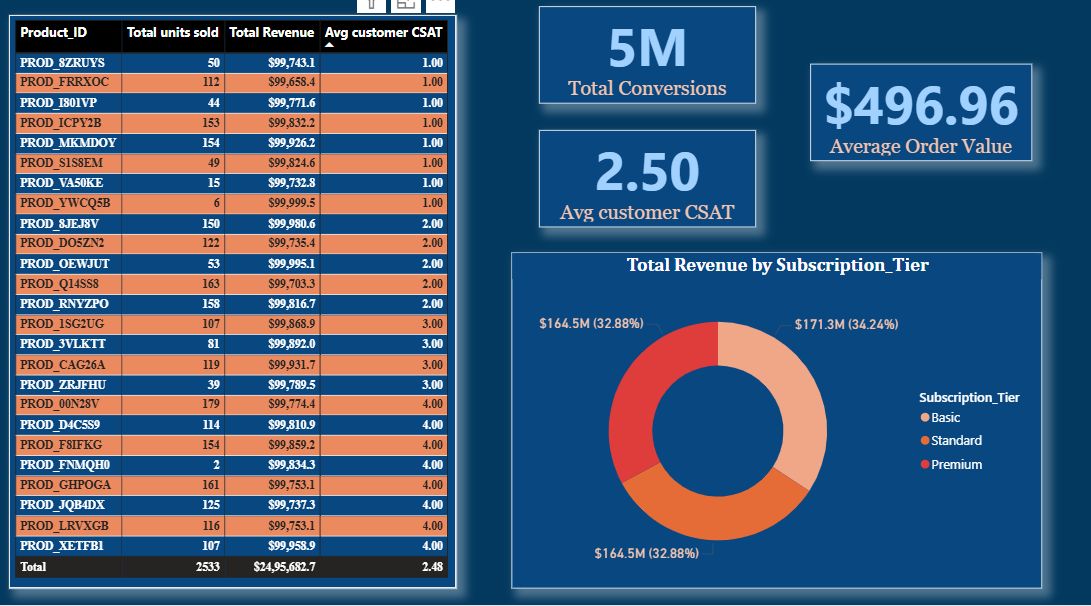 Product_ID Total units sold Total Revenue Avg customer CSAT
PROD_8ZRUYS 50 $99,743.1 1.00
PROD_FRRXOC 112 $99,658.4 1.00
PROD_I801VP 44 $99,771.6 1.00
PROD_ICPY2B 153 $99,832.2 1.00
PROD_MKMDOY 154 $99,926.2 1.00
PROD_S1S8EM 49 $99,824.6 1.00
PROD_VA50KE 15 $99,732.8 1.00
PROD_YWCQ5B 6 $99,999.5 1.00
PROD_8JEJ8V 150 $99,980.6 2.00
PROD_DO5ZN2 122 $99,735.4 2.00
PROD_OEWJUT 53 $99,995.1 2.00
PROD_Q14SS8 163 $99,703.3 2.00
PROD_RNYZPO 158 $99,816.7 2.00
PROD_1SG2UG 107 $99,868.9 3.00
PROD_3VLKTT 81 $99,892.0 3.00
PROD_CAG26A 119 $99,931.7 3.00
PROD_ZRJFHU 39 $99,789.5 3.00
PROD_00N28V 179 $99,774.4 4.00
PROD_D4C5S9 114 $99,810.9 4.00
PROD_F8IFKG 154 $99,859.2 4.00
PROD_FNMQH0 2 $99,834.3 4.00
PROD_GHPOGA 161 $99,753.1 4.00
PROD_JQB4DX 125 $99,737.3 4.00
PROD_LRVXGB 116 $99,753.1 4.00
PROD_XETFB1 107 $99,958.9 4.00
Total 2533 $24,95,682.7 2.48
5M
Total Conversions
$496.96
Average Order Value
2.50
Avg customer CSAT
Total Revenue by Subscription_Tier
$164.5M (32.88%)
$171.3M (34.24%)
$164.5M (32.88%)
Subscription_Tier
Basic
Standard
Premium